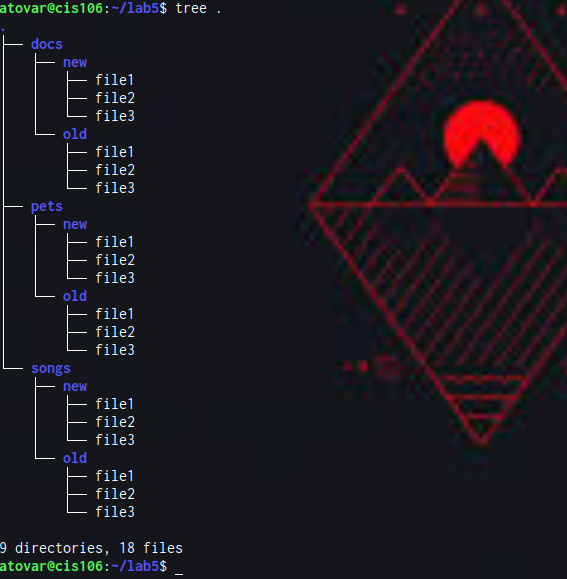 atovar@cis106:~/lab5$ tree .
.
├── docs
│   ├── new
│   │   ├── file1
│   │   ├── file2
│   │   └── file3
│   └── old
│       ├── file1
│       ├── file2
│       └── file3
├── pets
│   ├── new
│   │   ├── file1
│   │   ├── file2
│   │   └── file3
│   └── old
│       ├── file1
│       ├── file2
│       └── file3
└── songs
    ├── new
    │   ├── file1
    │   ├── file2
    │   └── file3
    └── old
        ├── file1
        ├── file2
        └── file3

9 directories, 18 files
atovar@cis106:~/lab5$ _